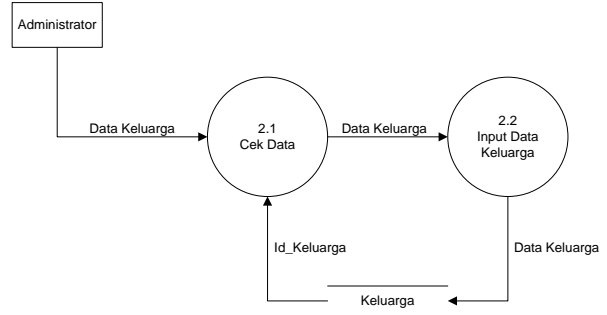 Administrator
Data Keluarga
2.1
Cek Data
Data Keluarga
2.2
Input Data
Keluarga
Id_Keluarga
Data Keluarga
Keluarga